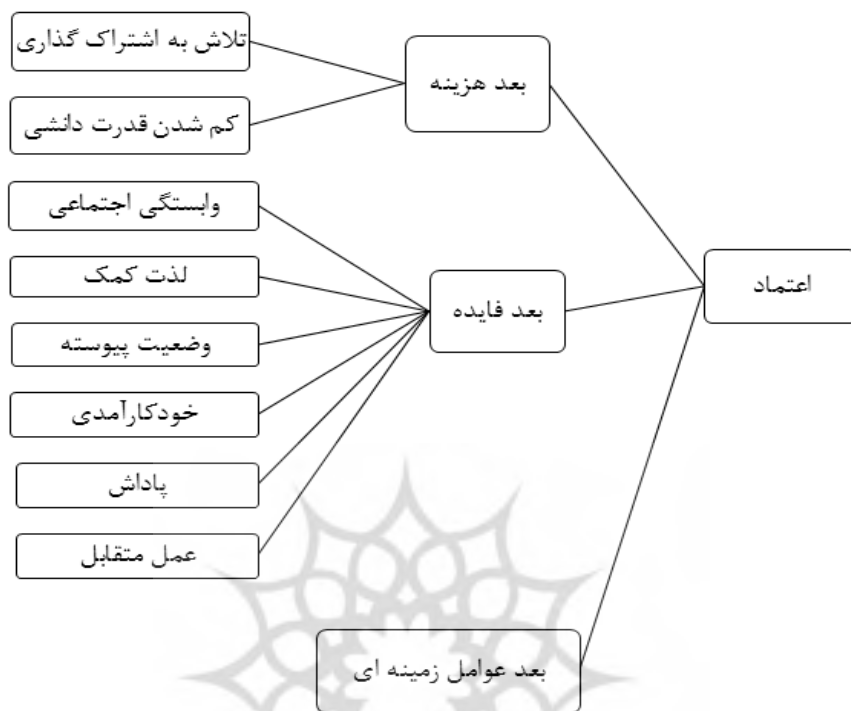 اعتماد
بعد هزینه
تلاش به اشتراک گذاری
کم شدن قدرت دانشی
بعد فایده
وابستگی اجتماعی
لذت کمک
وضعیت پیوسته
خودکارآمدی
پاداش
عمل متقابل
بعد عوامل زمینه ای